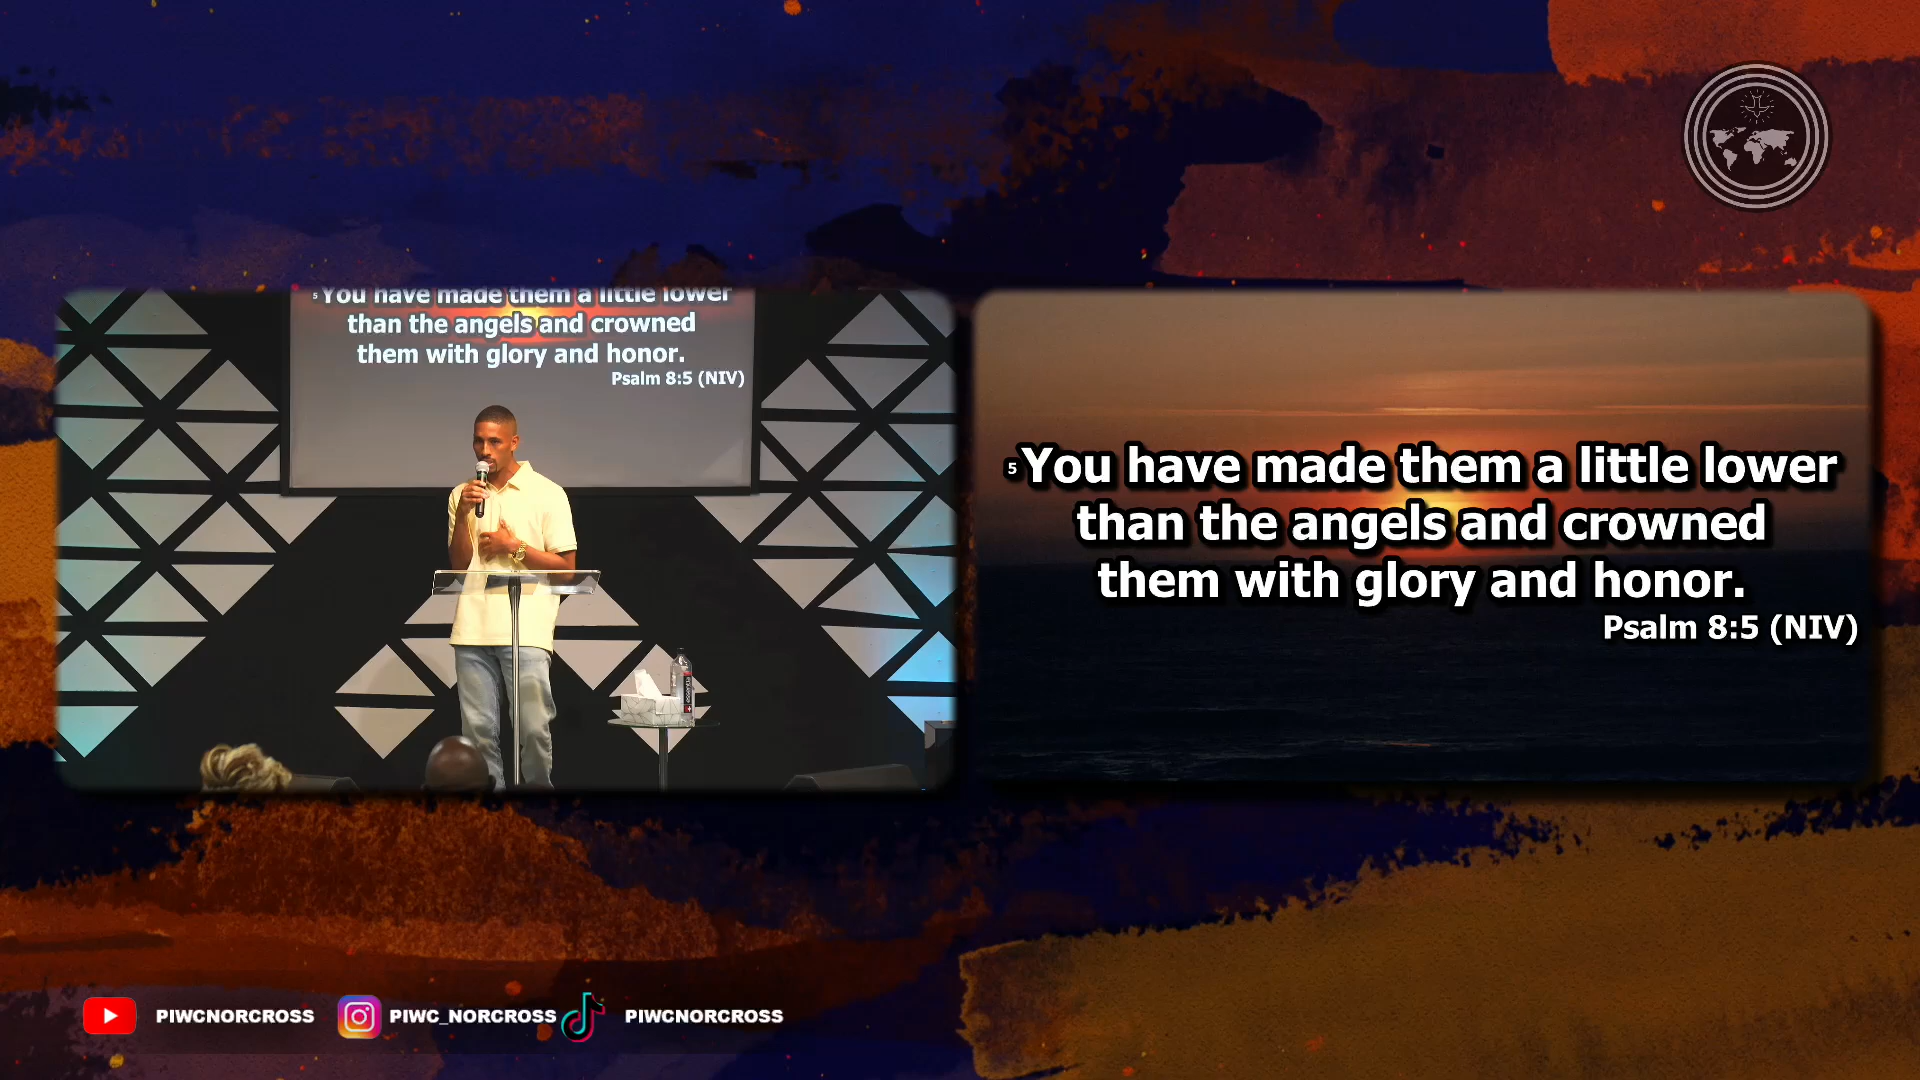 5 You have made them a little lower
than the angels and crowned
them with glory and honor.
Psalm 8:5 (NIV)
5 You have made them a little lower
than the angels and crowned
them with glory and honor.
Psalm 8:5 (NIV)
PIWCNORCROSS PIWC_NORCROSS PIWCNORCROSS